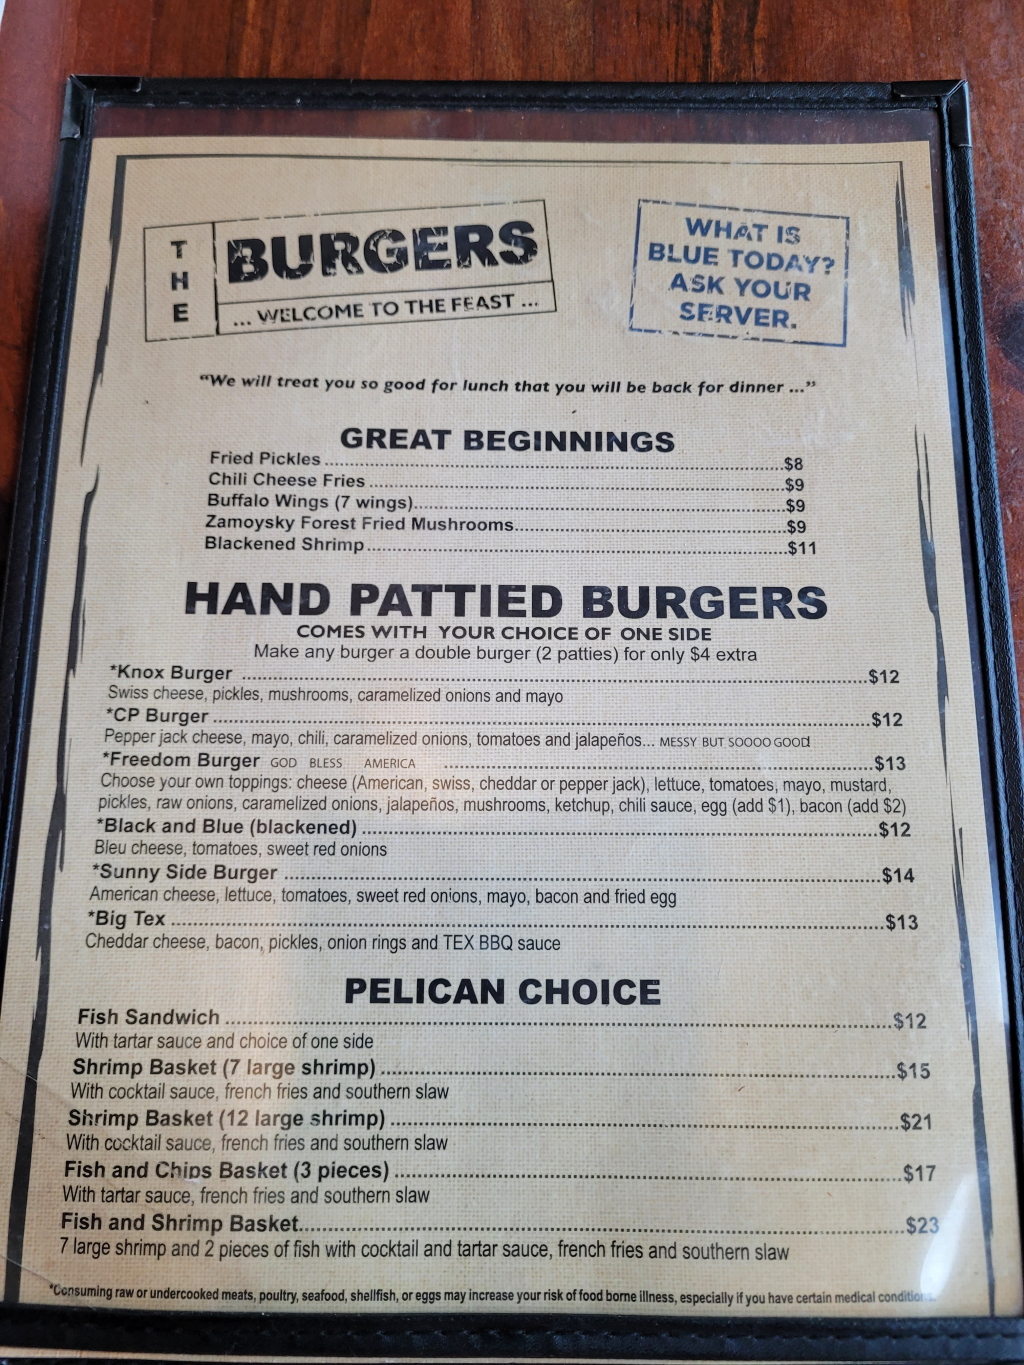 THE
BURGERS
... WELCOME TO THE FEAST ...
WHAT IS
BLUE TODAY?
ASK YOUR
SERVER.
“We will treat you so good for lunch that you will be back for dinner ...”
GREAT BEGINNINGS
Fried Pickles ........ $8
Chili Cheese Fries ........ $9
Buffalo Wings (7 wings)........ $9
Zamoysky Forest Fried Mushrooms........ $9
Blackened Shrimp ........ $11
HAND PATTIED BURGERS
COMES WITH YOUR CHOICE OF ONE SIDE
Make any burger a double burger (2 patties) for only $4 extra
*Knox Burger ........ $12
Swiss cheese, pickles, mushrooms, caramelized onions and mayo
*CP Burger ........ $12
Pepper jack cheese, mayo, chili, caramelized onions, tomatoes and jalapeños... MESSY BUT SOOOO GOOD!
*Freedom Burger GOD BLESS AMERICA ........ $13
Choose your own toppings: cheese (American, swiss, cheddar or pepper jack), lettuce, tomatoes, mayo, mustard,
pickles, raw onions, caramelized onions, jalapeños, mushrooms, ketchup, chili sauce, egg (add $1), bacon (add $2)
*Black and Blue (blackened) ........ $12
Bleu cheese, tomatoes, sweet red onions
*Sunny Side Burger ........ $14
American cheese, lettuce, tomatoes, sweet red onions, mayo, bacon and fried egg
*Big Tex ........ $13
Cheddar cheese, bacon, pickles, onion rings and TEX BBQ sauce
PELICAN CHOICE
Fish Sandwich ........ $12
With tartar sauce and choice of one side
Shrimp Basket (7 large shrimp) ........ $15
With cocktail sauce, french fries and southern slaw
Shrimp Basket (12 large shrimp) ........ $21
With cocktail sauce, french fries and southern slaw
Fish and Chips Basket (3 pieces) ........ $17
With tartar sauce, french fries and southern slaw
Fish and Shrimp Basket........ $23
7 large shrimp and 2 pieces of fish with cocktail and tartar sauce, french fries and southern slaw
*Consuming raw or undercooked meats, poultry, seafood, shellfish, or eggs may increase your risk of food borne illness, especially if you have certain medical conditions.